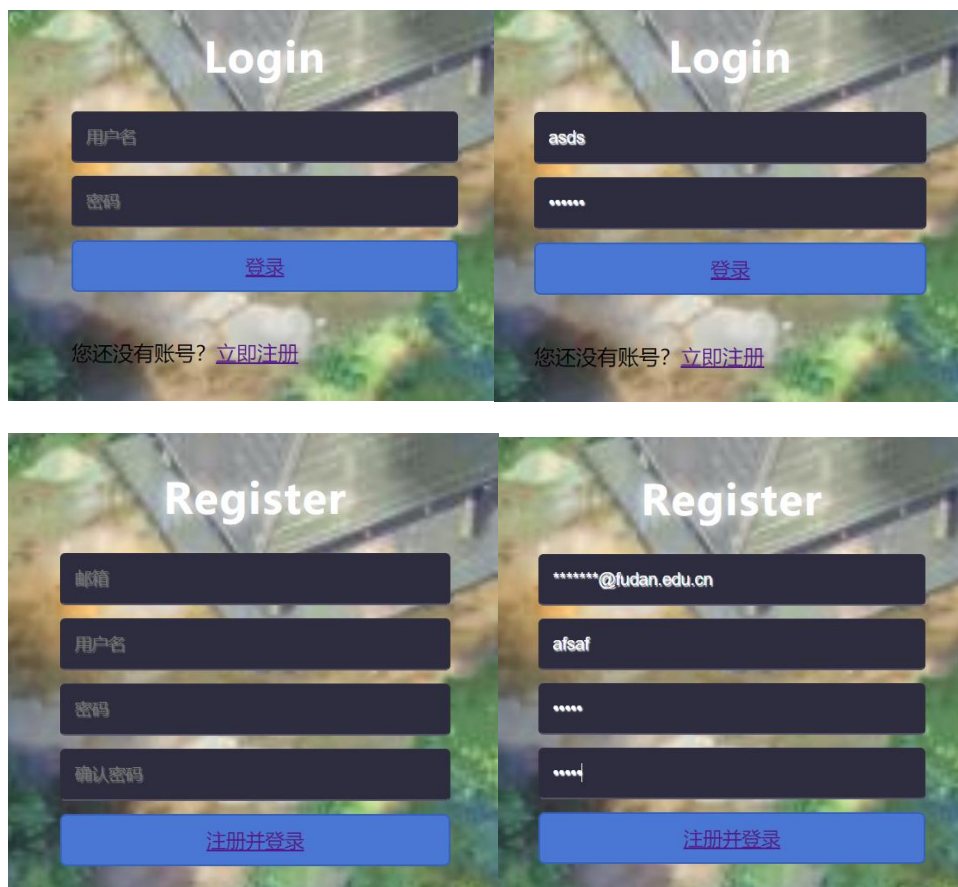 Login
用户名
密码
登录
您还没有账号？立即注册
Login
asds
••••••
登录
您还没有账号？立即注册
Register
邮箱
用户名
密码
确认密码
注册并登录
Register
*******@fudan.edu.cn
afsaf
•••••
•••••
注册并登录